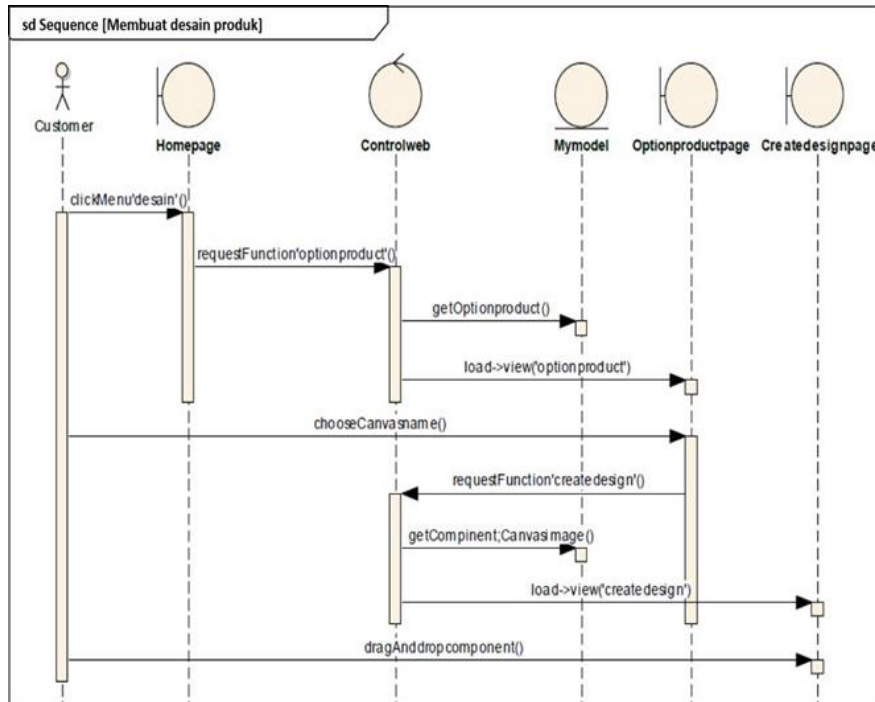 sd Sequence [Membuat desain produk]
Customer
Homepage
Controlweb
Mymodel
Optionproductpage
Createdesignpage
clickMenu'desain'()
requestFunction'optionproduct'()
getOptionproduct()
load->view('optionproduct')
chooseCanvasname()
requestFunction'createdesign'()
getCompinent;Canvasimage()
load->view('createdesign')
dragAnddropcomponent()